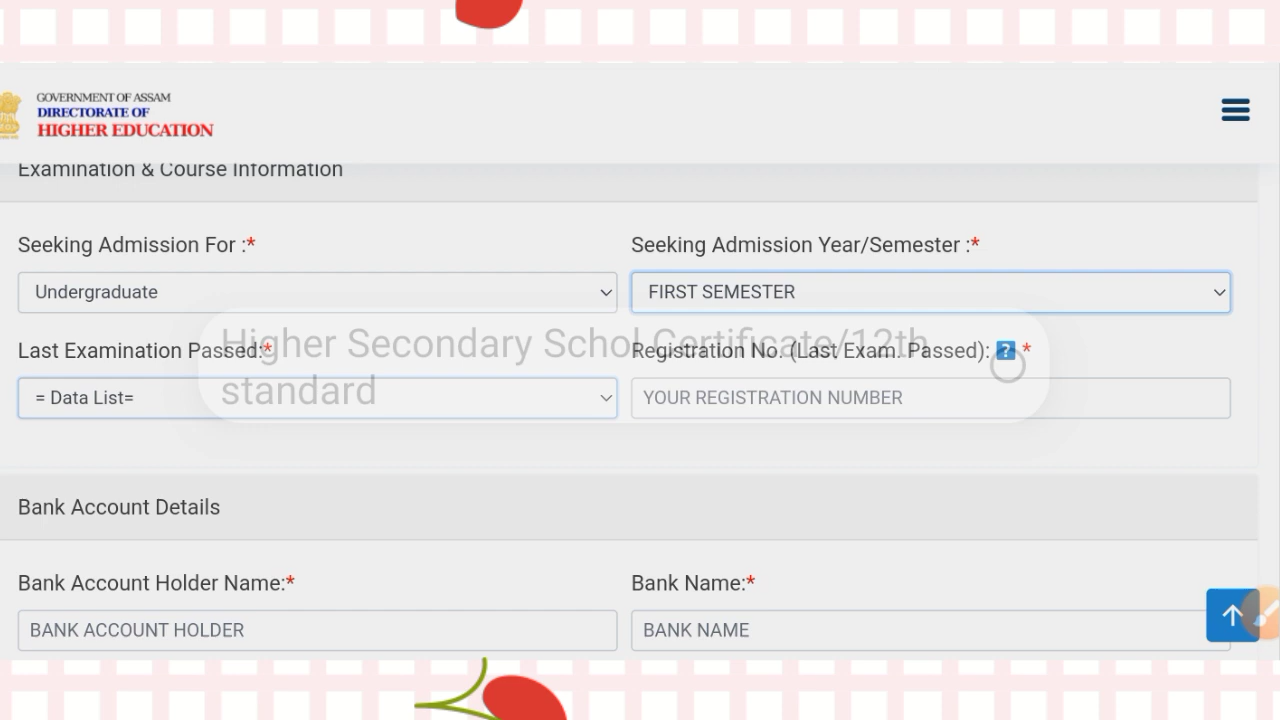 GOVERNMENT OF ASSAM
DIRECTORATE OF
HIGHER EDUCATION
Examination & Course Information
Seeking Admission For :*
Seeking Admission Year/Semester :*
Undergraduate
FIRST SEMESTER
Higher Secondary Schol Certificate/12th
standard
Last Examination Passed:*
Registration No. (Last Exam. Passed): ? *
= Data List=
YOUR REGISTRATION NUMBER
Bank Account Details
Bank Account Holder Name:*
Bank Name:*
BANK ACCOUNT HOLDER
BANK NAME